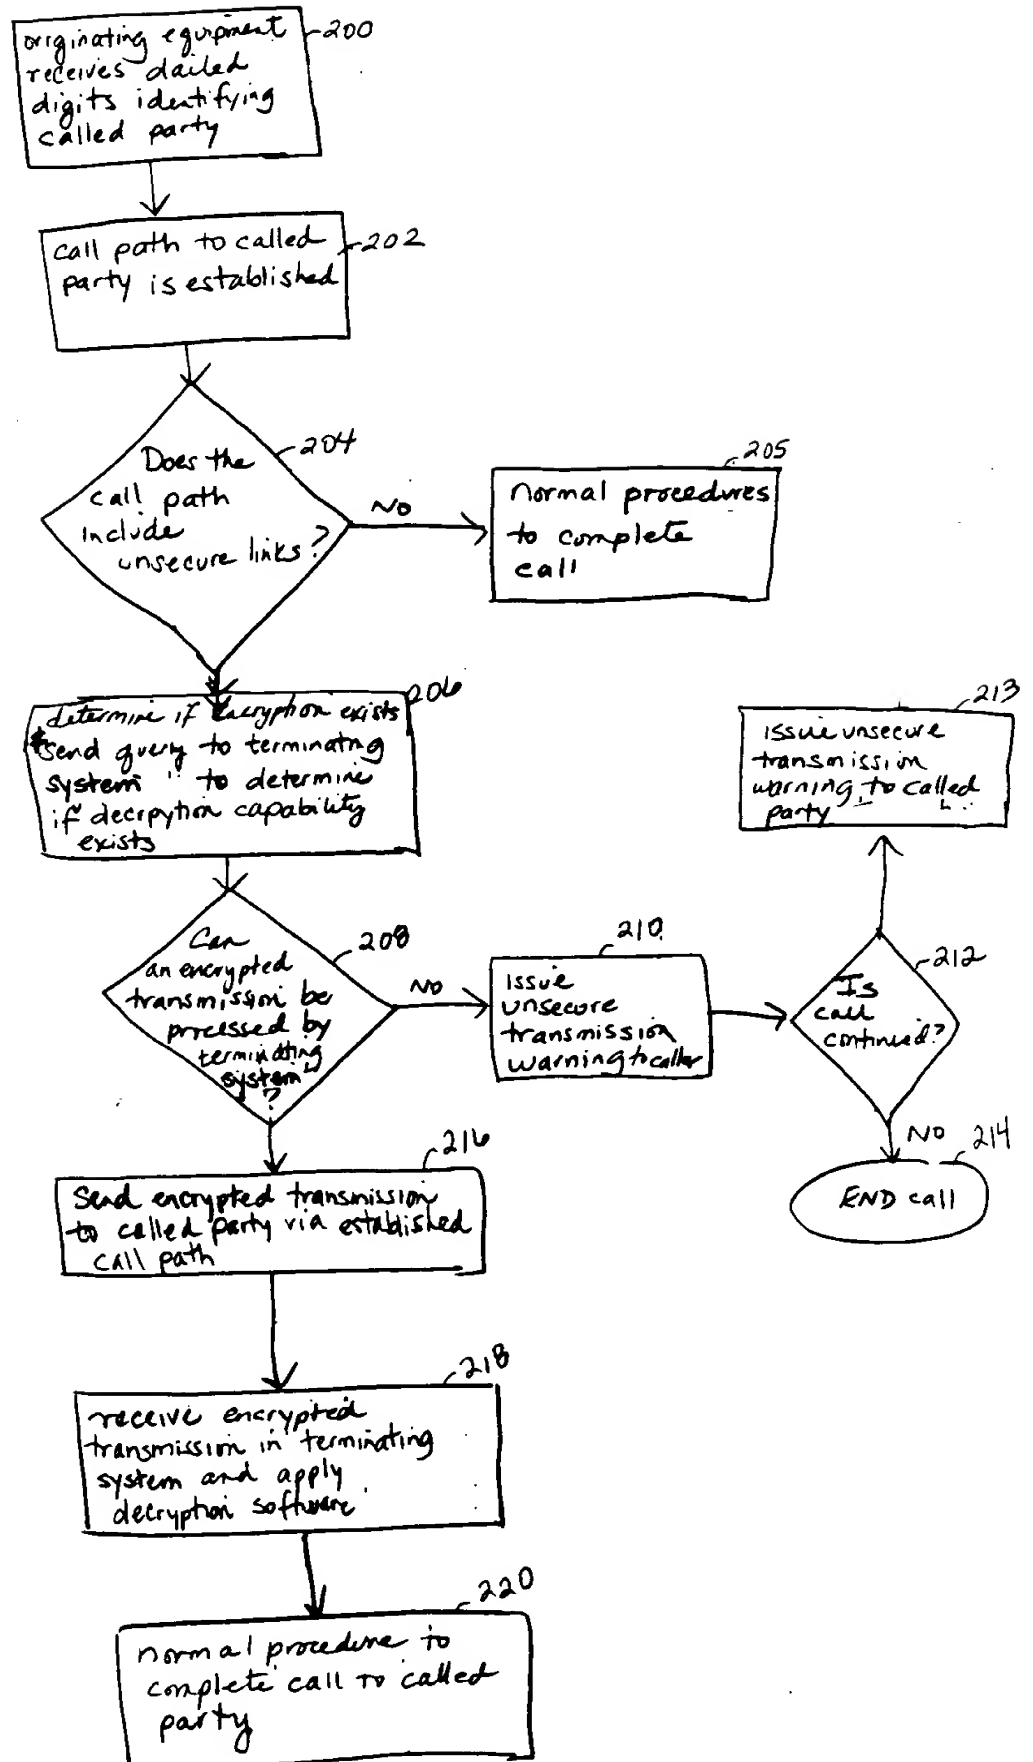 originating equipment
receives dailed
digits identifying
called party
200
call path to called
party is established
202
Does the
call path
include
unsecure links?
204
NO
205
normal procedures
to complete
call
206
determine if encryption exists
send query to terminating
system to determine
if decrpytion capability
exists
Can
an encrypted
transmission be
processed by
terminating
system
?
208
NO
210
issue
unsecure
transmission
warning to caller
Is
call
continued?
212
213
issue unsecure
transmission
warning to called
party
NO
214
END call
216
Send encrypted transmission
to called party via established
call path
218
receive encrypted
transmission in terminating
system and apply
decryption software
220
normal procedure to
complete call to called
party